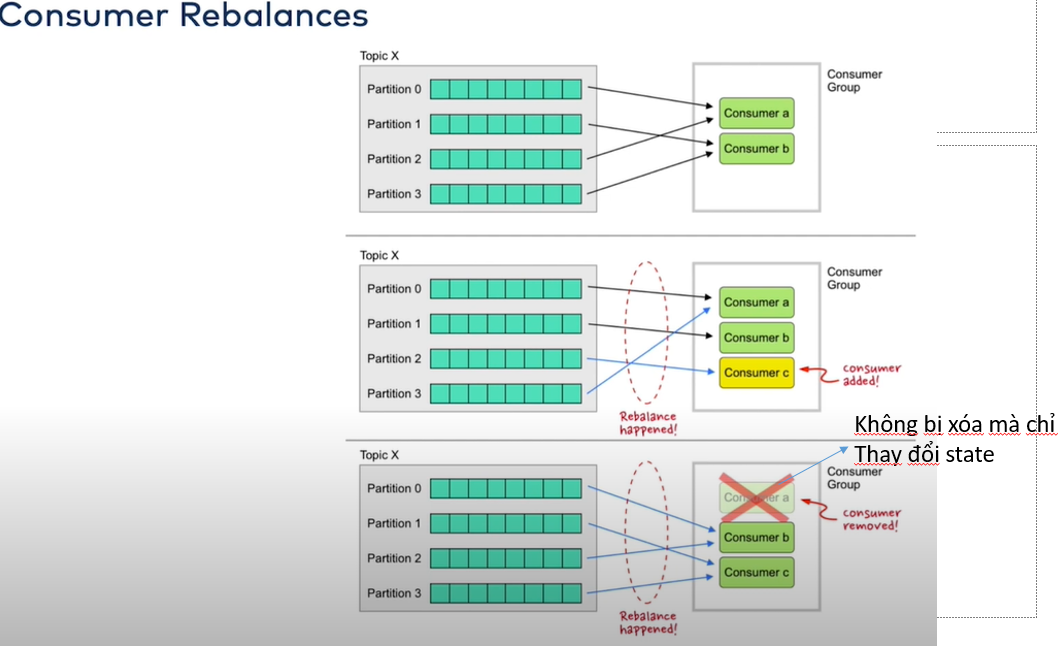 Consumer Rebalances
Topic X
Partition 0
Partition 1
Partition 2
Partition 3
Consumer
Group
Consumer a
Consumer b
Topic X
Partition 0
Partition 1
Partition 2
Partition 3
Rebalance
happened!
Consumer
Group
Consumer a
Consumer b
Consumer c
consumer
added!
Không bị xóa mà chỉ
Thay đổi state
Topic X
Partition 0
Partition 1
Partition 2
Partition 3
Rebalance
happened!
Consumer
Group
Consumer a
Consumer b
Consumer c
consumer
removed!